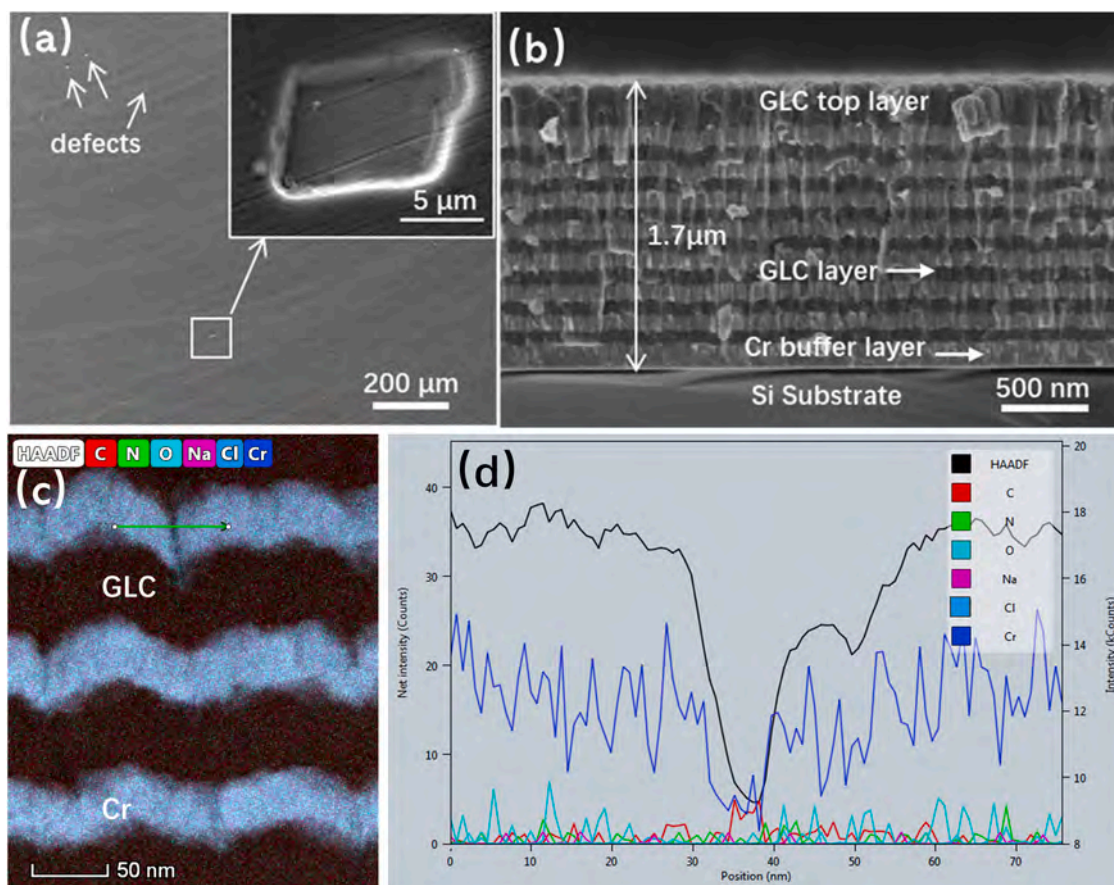 (a)
defects
5 μm
200 μm
(b)
GLC top layer
1.7μm
GLC layer
Cr buffer layer
Si Substrate
500 nm
HAADF C N O Na Cl Cr
(c)
GLC
Cr
50 nm
(d)
HAADF
C
N
O
Na
Cl
Cr
Net intensity (Counts)
40
30
20
10
0
Intensity (kCounts)
20
18
16
14
12
10
8
0 10 20 30 40 50 60 70
Position (nm)